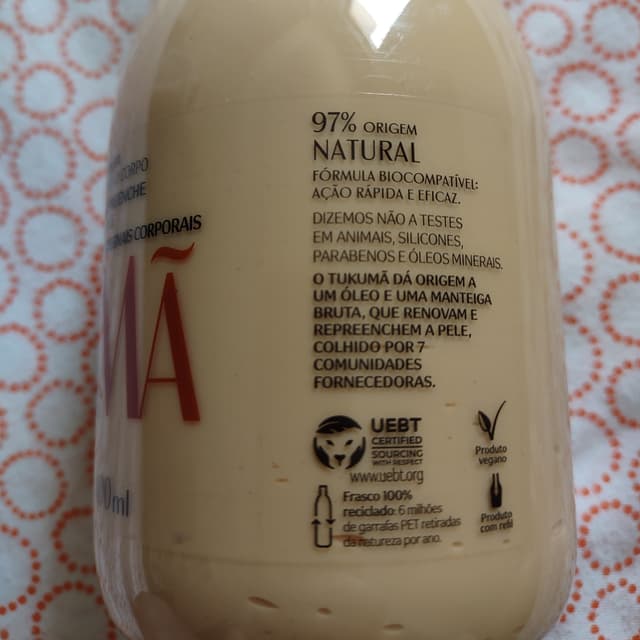 CORPO
ORNAIS CORPORAIS
MÃ
0ml
97% ORIGEM
NATURAL
FÓRMULA BIOCOMPATÍVEL:
AÇÃO RÁPIDA E EFICAZ.
DIZEMOS NÃO A TESTES
EM ANIMAIS, SILICONES,
PARABENOS E ÓLEOS MINERAIS.
O TUKUMÃ DÁ ORIGEM A
UM ÓLEO E UMA MANTEIGA
BRUTA, QUE RENOVAM E
REPREENCHEM A PELE,
COLHIDO POR 7
COMUNIDADES
FORNECEDORAS.
UEBT
CERTIFIED
SOURCING
WITH RESPECT
www.uebt.org
Frasco 100%
reciclado: 6 milhões
de garrafas PET retiradas
da natureza por ano.
Produto
vegano
Produto
com refil